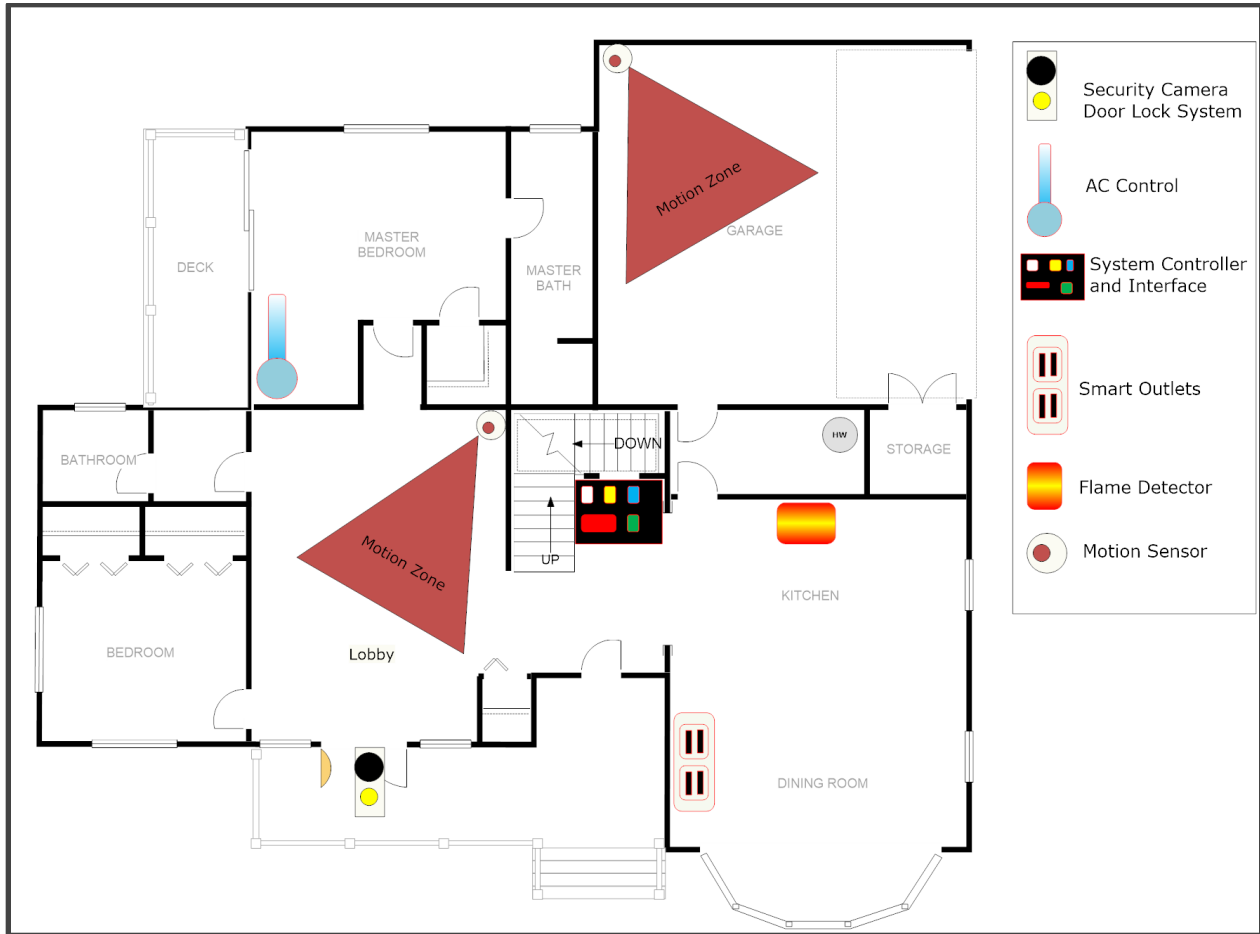 Motion Zone
GARAGE
MASTER
BEDROOM
DECK
MASTER
BATH
BATHROOM
DOWN
HW
STORAGE
UP
Motion Zone
KITCHEN
BEDROOM
Lobby
DINING ROOM
Security Camera
Door Lock System
AC Control
System Controller
and Interface
Smart Outlets
Flame Detector
Motion Sensor